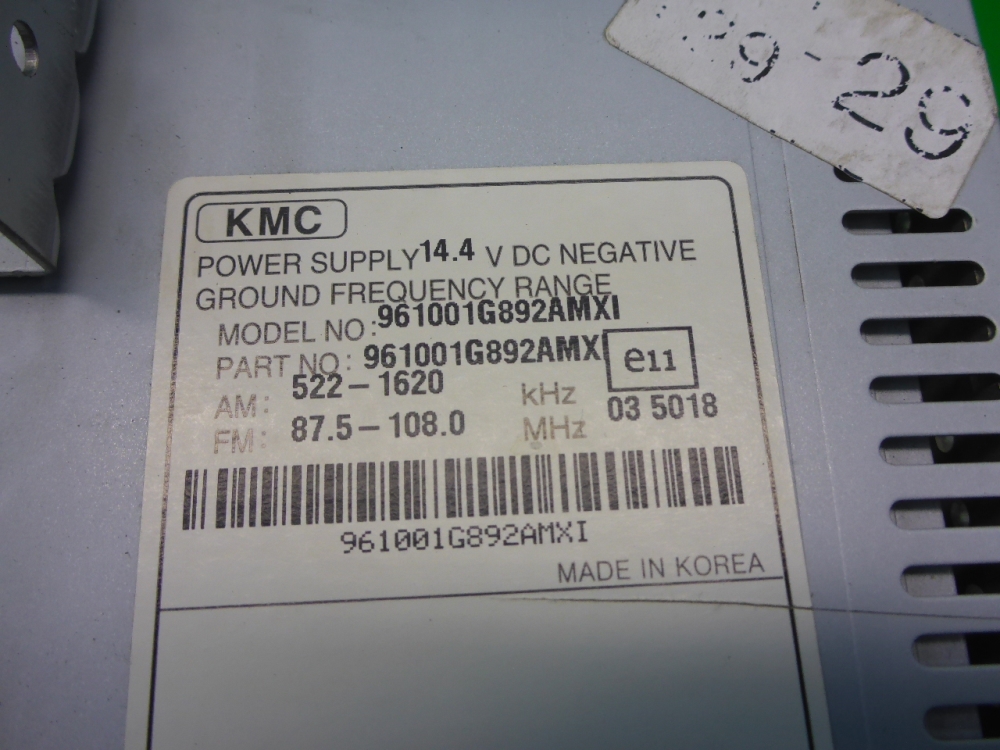 29-29
KMC
POWER SUPPLY 14.4 V DC NEGATIVE
GROUND FREQUENCY RANGE
MODEL NO: 961001G892AMXI
PART NO: 961001G892AMX
e11
AM: 522-1620 kHz
03 5018
FM: 87.5-108.0 MHz
961001G892AMXI
MADE IN KOREA